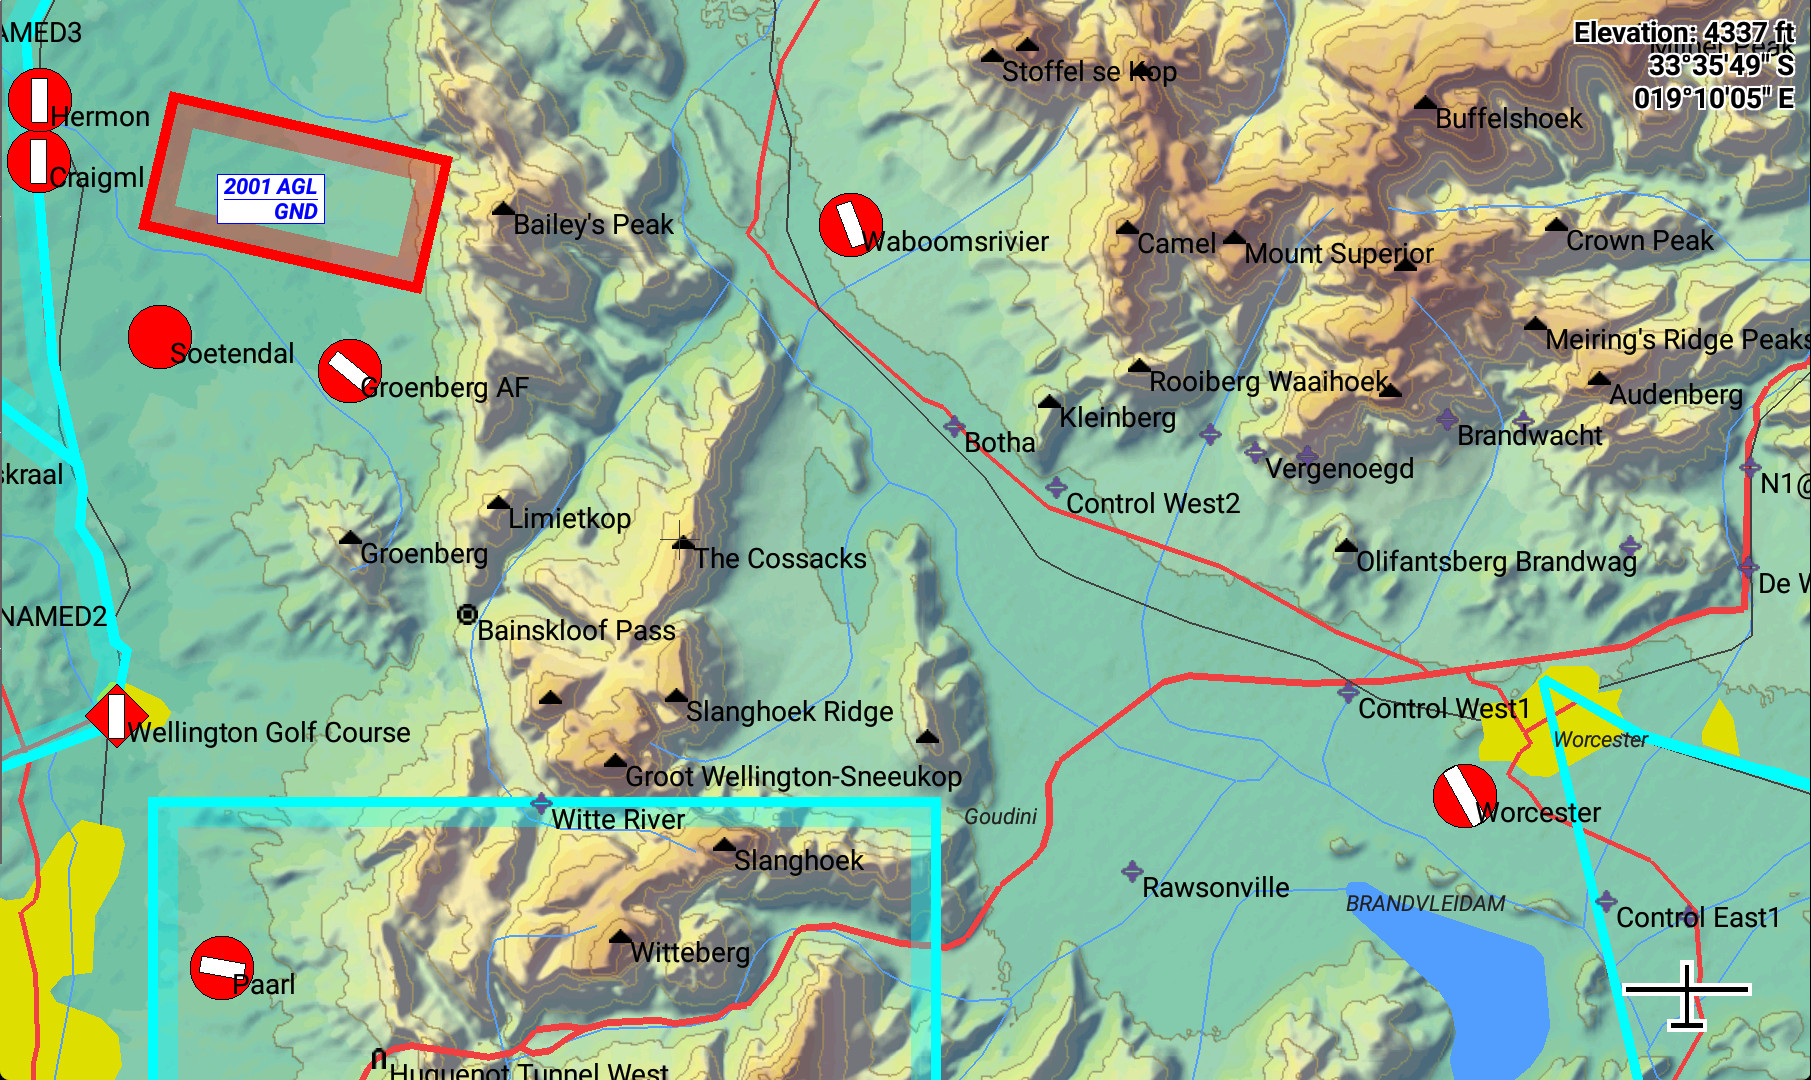 AMED3
Elevation: 4337 ft
33°35'49" S
019°10'05" E
Stoffel se Kop
Hermon
Buffelshoek
Craigml
2001 AGL
GND
Bailey's Peak
Waboomsrivier
Camel
Mount Superior
Crown Peak
Soetendal
Groenberg AF
Meiring's Ridge Peaks
Rooiberg
Waaihoek
Audenberg
Kleinberg
Botha
Brandwacht
Vergenoegd
skraal
N1@
Control West2
Limietkop
Groenberg
The Cossacks
Olifantsberg
Brandwag
De W
NAMED2
Bainskloof Pass
Slanghoek Ridge
Control West1
Wellington Golf Course
Worcester
Groot Wellington-Sneeukop
Witte River
Goudini
Worcester
Slanghoek
Rawsonville
BRANDVLEIDAM
Control East1
Witteberg
Paarl
Huguenot Tunnel West